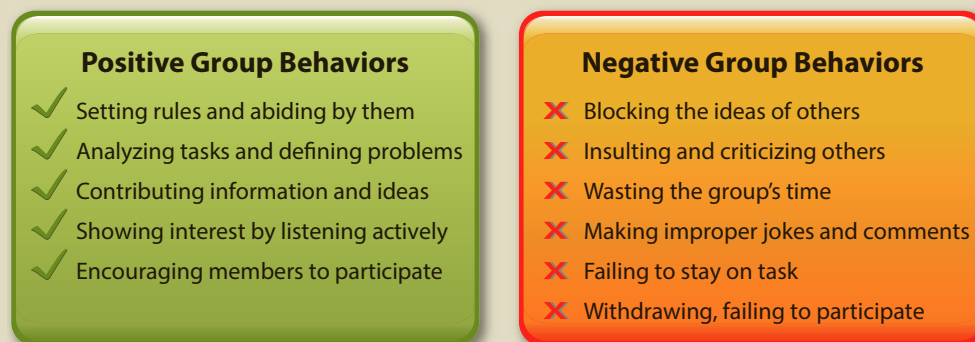 Positive Group Behaviors
Setting rules and abiding by them
Analyzing tasks and defining problems
Contributing information and ideas
Showing interest by listening actively
Encouraging members to participate
Negative Group Behaviors
Blocking the ideas of others
Insulting and criticizing others
Wasting the group’s time
Making improper jokes and comments
Failing to stay on task
Withdrawing, failing to participate